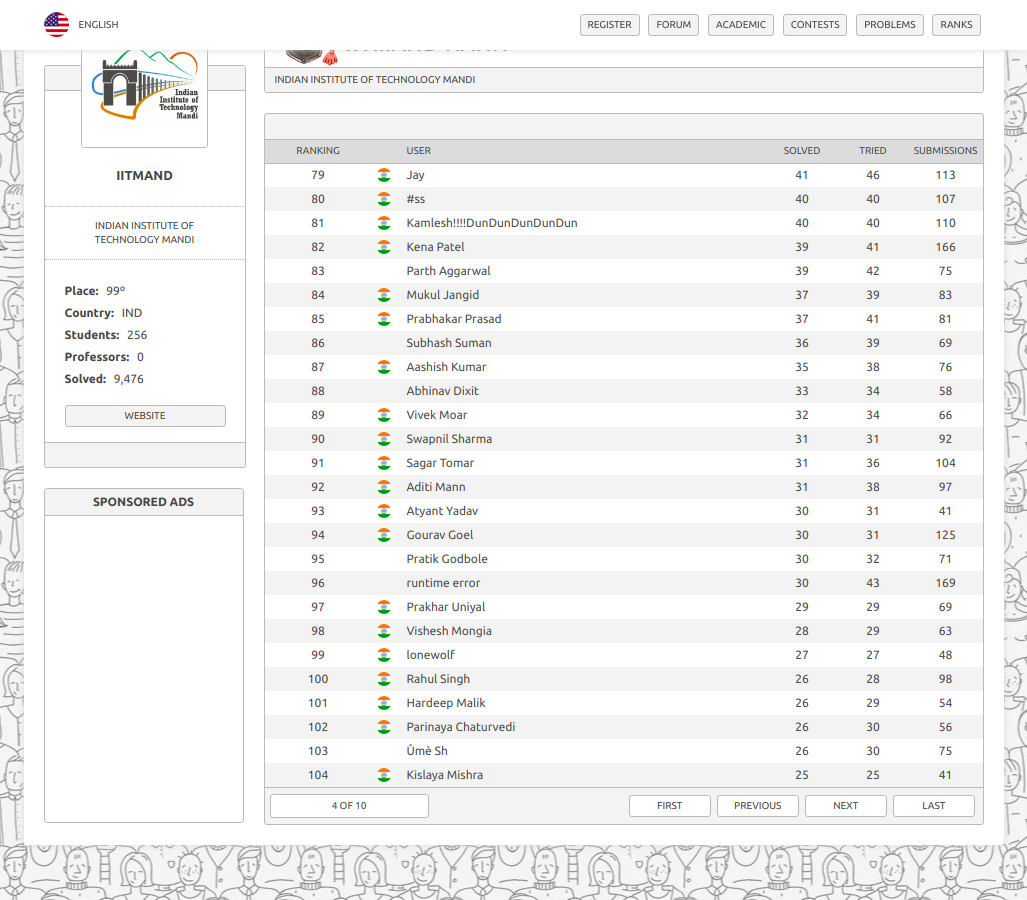 ENGLISH
REGISTER FORUM ACADEMIC CONTESTS PROBLEMS RANKS
Indian
Institute of
Technology
Mandi
IITMAND
INDIAN INSTITUTE OF
TECHNOLOGY MANDI
Place: 99º
Country: IND
Students: 256
Professors: 0
Solved: 9,476
WEBSITE
SPONSORED ADS
INDIAN INSTITUTE OF TECHNOLOGY MANDI
RANKING USER SOLVED TRIED SUBMISSIONS
79 Jay 41 46 113
80 #ss 40 40 107
81 Kamlesh!!!!DunDunDunDunDun 40 40 110
82 Kena Patel 39 41 166
83 Parth Aggarwal 39 42 75
84 Mukul Jangid 37 39 83
85 Prabhakar Prasad 37 41 81
86 Subhash Suman 36 39 69
87 Aashish Kumar 35 38 76
88 Abhinav Dixit 33 34 58
89 Vivek Moar 32 34 66
90 Swapnil Sharma 31 31 92
91 Sagar Tomar 31 36 104
92 Aditi Mann 31 38 97
93 Atyant Yadav 30 31 41
94 Gourav Goel 30 31 125
95 Pratik Godbole 30 32 71
96 runtime error 30 43 169
97 Prakhar Uniyal 29 29 69
98 Vishesh Mongia 28 29 63
99 lonewolf 27 27 48
100 Rahul Singh 26 28 98
101 Hardeep Malik 26 29 54
102 Parinaya Chaturvedi 26 30 56
103 Ûmè Sh 26 30 75
104 Kislaya Mishra 25 25 41
4 OF 10 FIRST PREVIOUS NEXT LAST